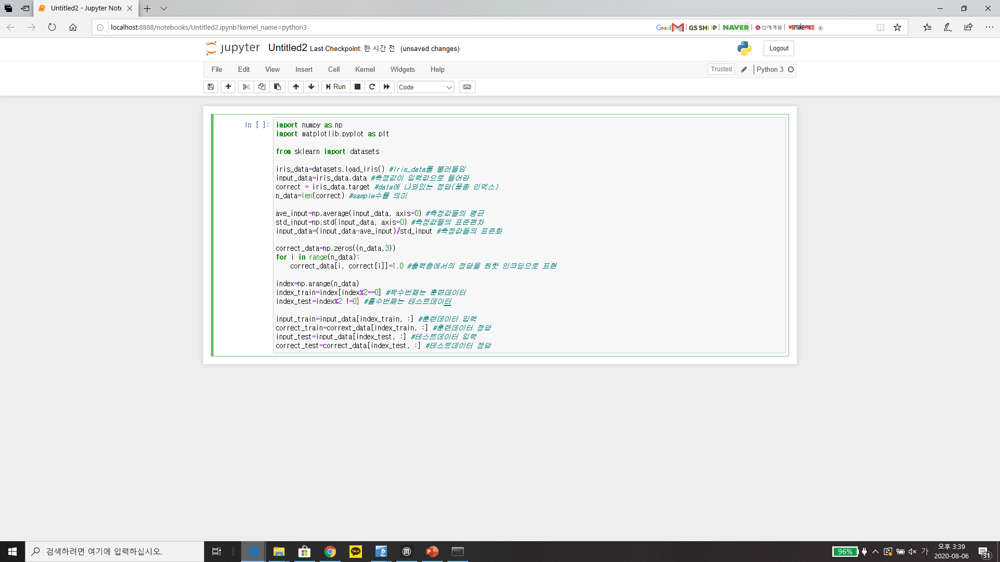 Untitled2 - Jupyter Note
localhost:8888/notebooks/Untitled2.ipynb?kernel_name=python3
Gmail GS SHOP NAVER 신세계몰 WEMAKEPRICE
jupyter Untitled2 Last Checkpoint: 한 시간 전 (unsaved changes)
Logout
File Edit View Insert Cell Kernel Widgets Help
Trusted Python 3
Run Code
In [ ]:
import numpy as np
import matplotlib.pyplot as plt
from sklearn import datasets
iris_data=datasets.load_iris() #Iris_data를 불러들임
input_data=iris_data.data #측정값이 입력값으로 들어감
correct = iris_data.target #data에 나와있는 정답(품종 인덱스)
n_data=len(correct) #sample수를 의미
ave_input=np.average(input_data, axis=0) #측정값들의 평균
std_input=np.std(input_data, axis=0) #측정값들의 표준편차
input_data=(input_data-ave_input)/std_input #측정값들의 표준화
correct_data=np.zeros((n_data,3))
for i in range(n_data):
    correct_data[i, correct[i]]=1.0 #출력층에서의 정답을 원핫 인코딩으로 표현
index=np.arange(n_data)
index_train=index[index%2==0] #짝수번째는 훈련데이터
index_test=index%2 !=0] #홀수번째는 테스트데이터
input_train=input_data[index_train, :] #훈련데이터 입력
correct_train=corrext_data[index_train, :] #훈련데이터 정답
input_test=input_data[index_test, :] #테스트데이터 입력
correct_test=correct_data[index_test, :] #테스트데이터 정답
검색하려면 여기에 입력하십시오.
TALK
96%
가
오후 3:39
2020-08-06
31